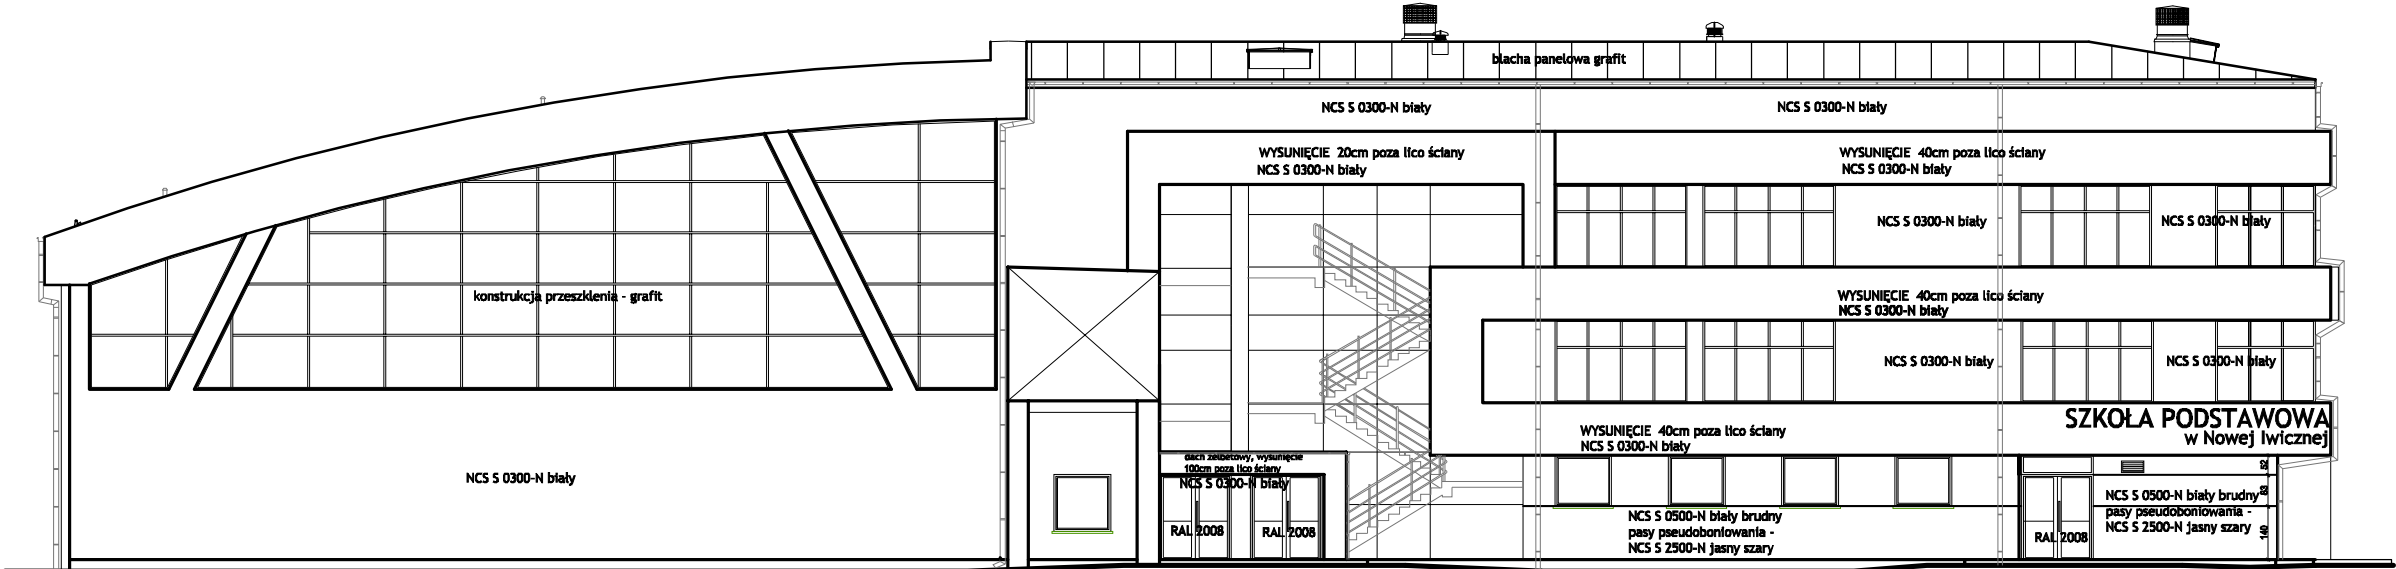 blacha panelowa grafit
NCS S 0300-N biały
NCS S 0300-N biały
WYSUNIĘCIE 20cm poza lico ściany
NCS S 0300-N biały
WYSUNIĘCIE 40cm poza lico ściany
NCS S 0300-N biały
NCS S 0300-N biały
NCS S 0300-N biały
konstrukcja przeszklenia - grafit
WYSUNIĘCIE 40cm poza lico ściany
NCS S 0300-N biały
NCS S 0300-N biały
NCS S 0300-N biały
SZKOŁA PODSTAWOWA
w Nowej Iwicznej
WYSUNIĘCIE 40cm poza lico ściany
NCS S 0300-N biały
dach żelbetowy, wysunięcie
100cm poza lico ściany
NCS S 0300-N biały
NCS S 0300-N biały
RAL 2008
RAL 2008
NCS S 0500-N biały brudny
pasy pseudoboniowania -
NCS S 2500-N jasny szary
RAL 2008
NCS S 0500-N biały brudny
pasy pseudoboniowania -
NCS S 2500-N jasny szary
52
63
140